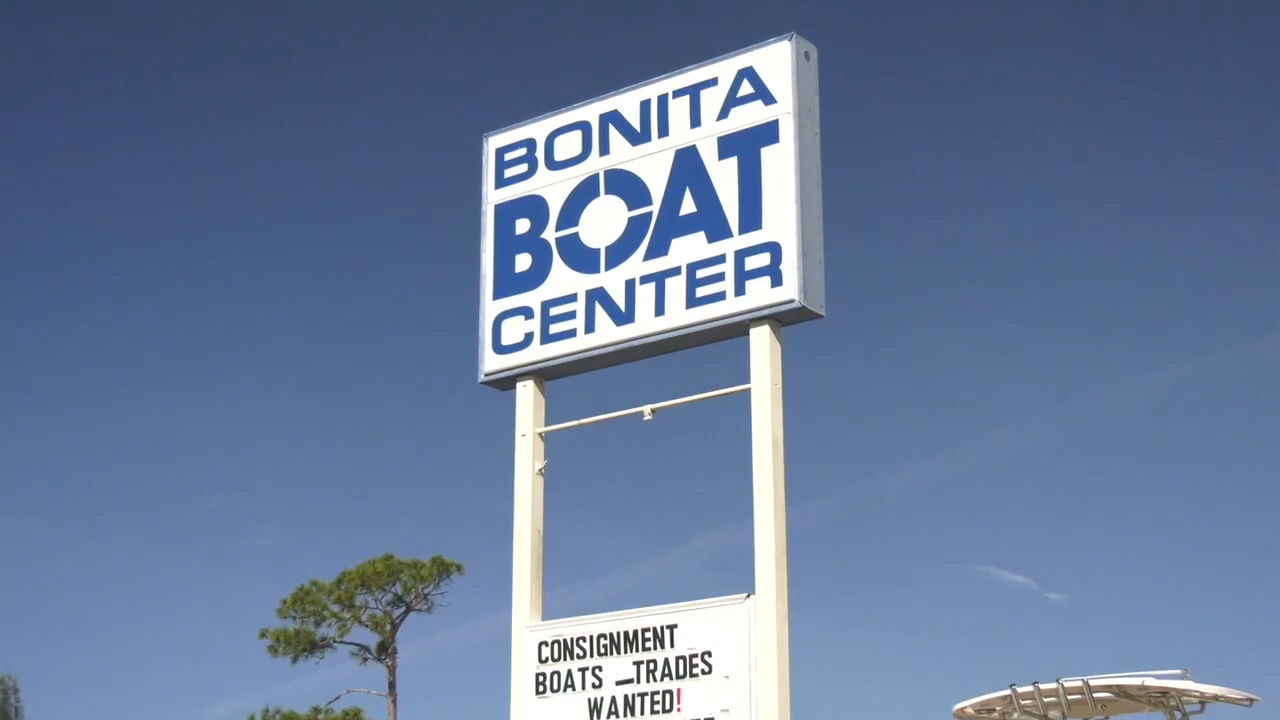 BONITA
BOAT
CENTER
CONSIGNMENT
BOATS –TRADES
WANTED!